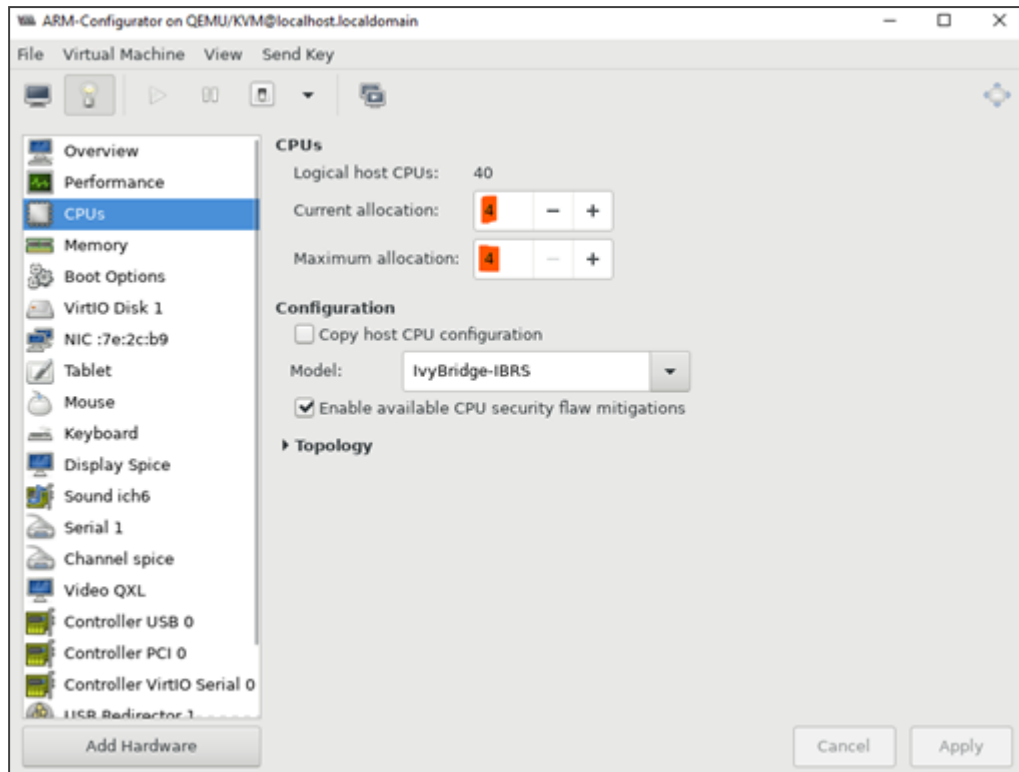 ARM-Configurator on QEMU/KVM@localhost.localdomain
File Virtual Machine View Send Key
Overview
Performance
CPUs
Memory
Boot Options
VirtIO Disk 1
NIC :7e:2c:b9
Tablet
Mouse
Keyboard
Display Spice
Sound ich6
Serial 1
Channel spice
Video QXL
Controller USB 0
Controller PCI 0
Controller VirtIO Serial 0
USB Redirector 1
Add Hardware
CPUs
Logical host CPUs: 40
Current allocation: 4 − +
Maximum allocation: 4 − +
Configuration
Copy host CPU configuration
Model: IvyBridge-IBRS
Enable available CPU security flaw mitigations
Topology
Cancel Apply